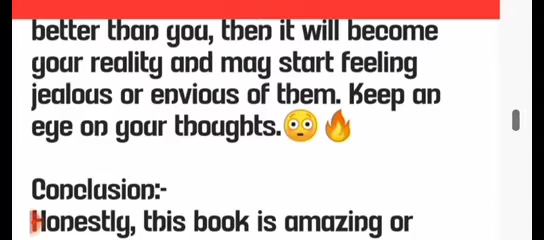 better than you, then it will become
your reality and may start feeling
jealous or envious of them. Keep an
eye on your thoughts.😳🔥
Conclusion:-
Honestly, this book is amazing or